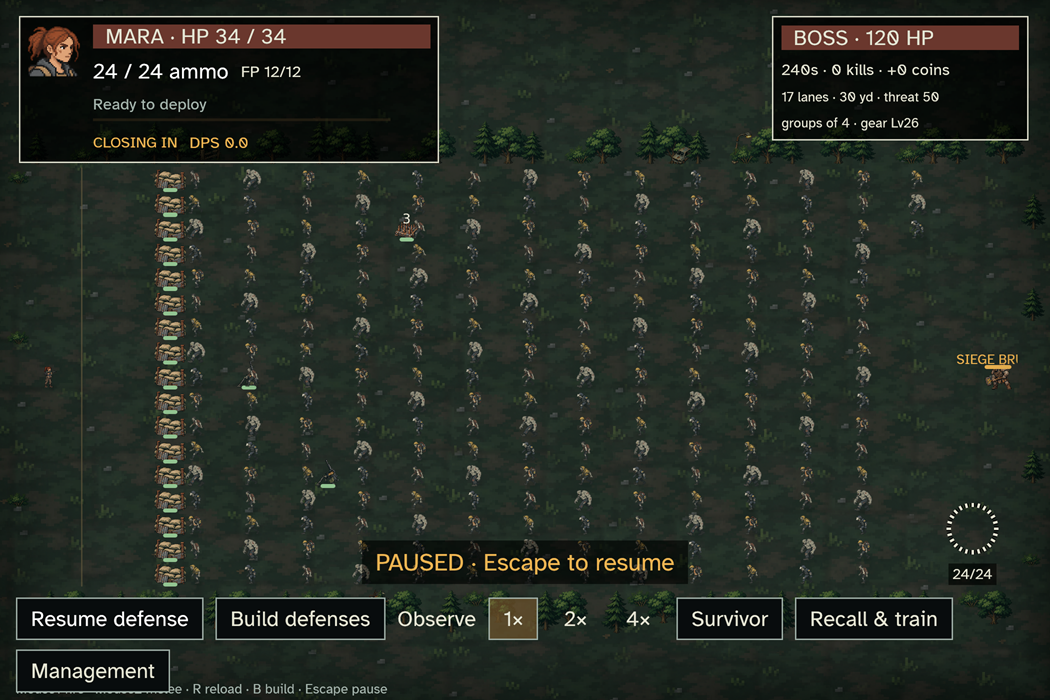 MARA · HP 34 / 34
24 / 24 ammo FP 12/12
Ready to deploy
CLOSING IN DPS 0.0
BOSS · 120 HP
240s · 0 kills · +0 coins
17 lanes · 30 yd · threat 50
groups of 4 · gear Lv26
3
SIEGE BRU
PAUSED · Escape to resume
24/24
Resume defense
Build defenses
Observe
1×
2×
4×
Survivor
Recall & train
Management
· R reload · B build · Escape pause